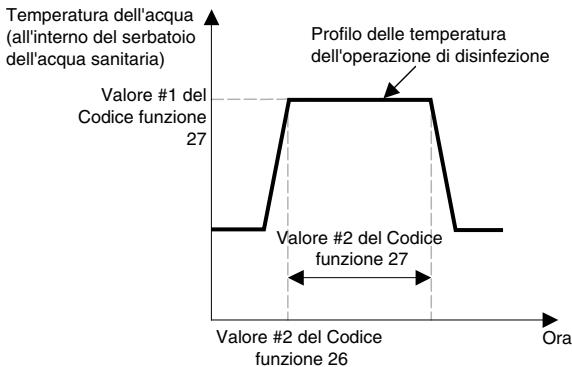 Temperatura dell'acqua
(all'interno del serbatoio
dell'acqua sanitaria)
Profilo delle temperatura
dell'operazione di disinfezione
Valore #1 del
Codice funzione
27
Valore #2 del Codice
funzione 27
Valore #2 del Codice
funzione 26
Ora